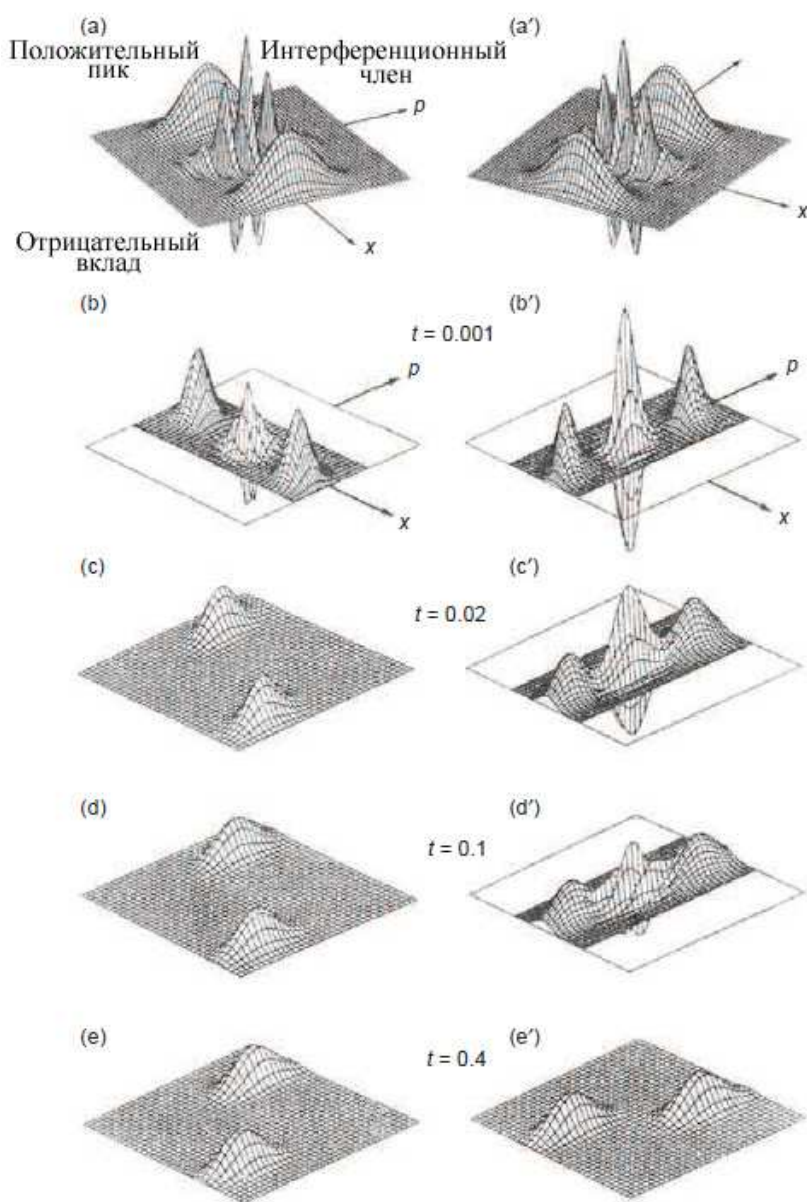 (a)
(a′)
Положительный
пик
Интерференционный
член
p
x
x
Отрицательный
вклад
(b)
(b′)
t = 0.001
p
p
x
x
(c)
(c′)
t = 0.02
(d)
(d′)
t = 0.1
(e)
(e′)
t = 0.4